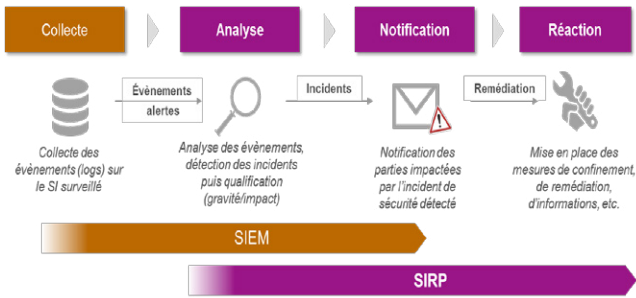 Collecte
Analyse
Notification
Réaction
Évènements
alertes
Incidents
Remédiation
Collecte des
évènements (logs) sur
le SI surveillé
Analyse des évènements,
détection des incidents
puis qualification
(gravité/impact)
Notification des
parties impactées
par l'incident de
sécurité détecté
Mise en place des
mesures de confinement,
de remédiation,
d'informations, etc.
SIEM
SIRP